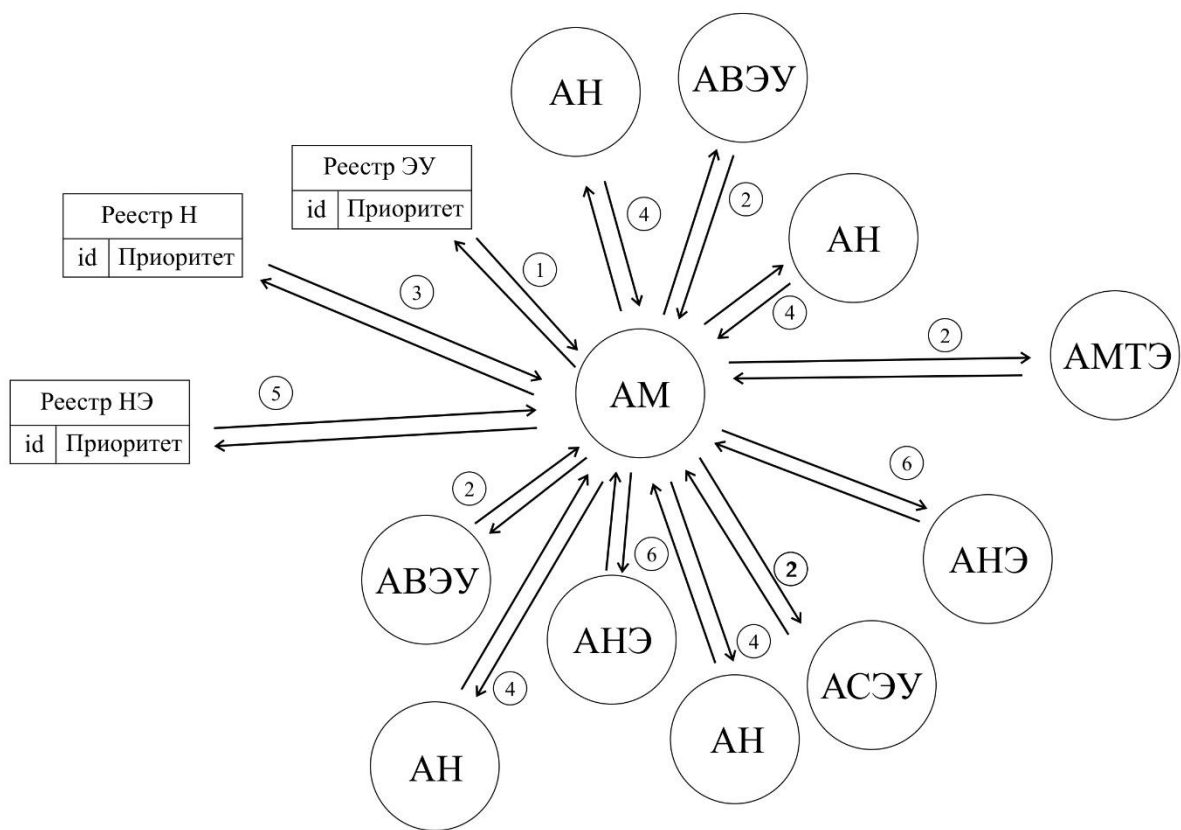 АН
АВЭУ
Реестр ЭУ
id Приоритет
4
2
Реестр Н
id Приоритет
АН
1
3
4
2
АМТЭ
АМ
Реестр НЭ
id Приоритет
5
6
2
АНЭ
6
2
АВЭУ
АНЭ
4
4
АСЭУ
АН
АН